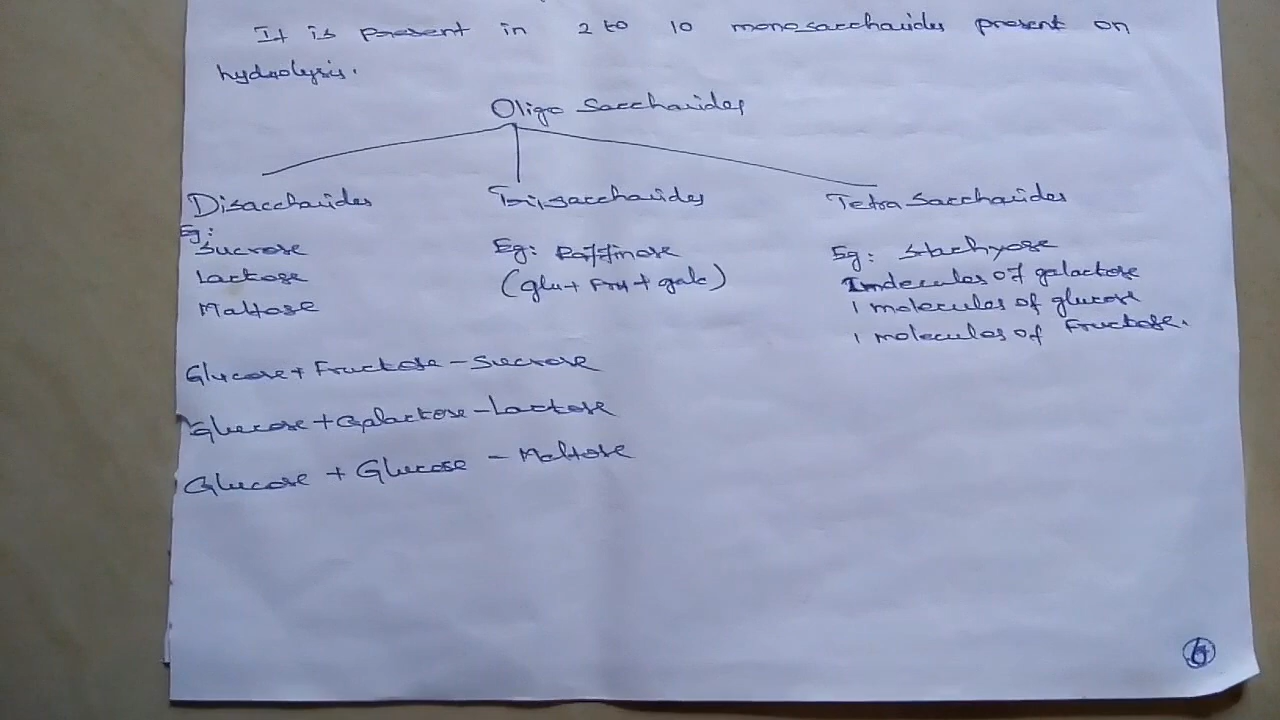 It is present in 2 to 10 monosaccharides present on
hydrolysis.
Oligo Saccharides
Disaccharides
Trisaccharides
Tetra Saccharides
Eg:
Sucrose
Lactose
Maltose
Eg: Raffinose
(glu + Fru + gala)
Eg: Stachyose
molecules of galactose
1 molecules of glucose
1 molecules of Fructose.
Glucose + Fructose - Sucrose
Glucose + Galactose - Lactose
Glucose + Glucose - Maltose
6